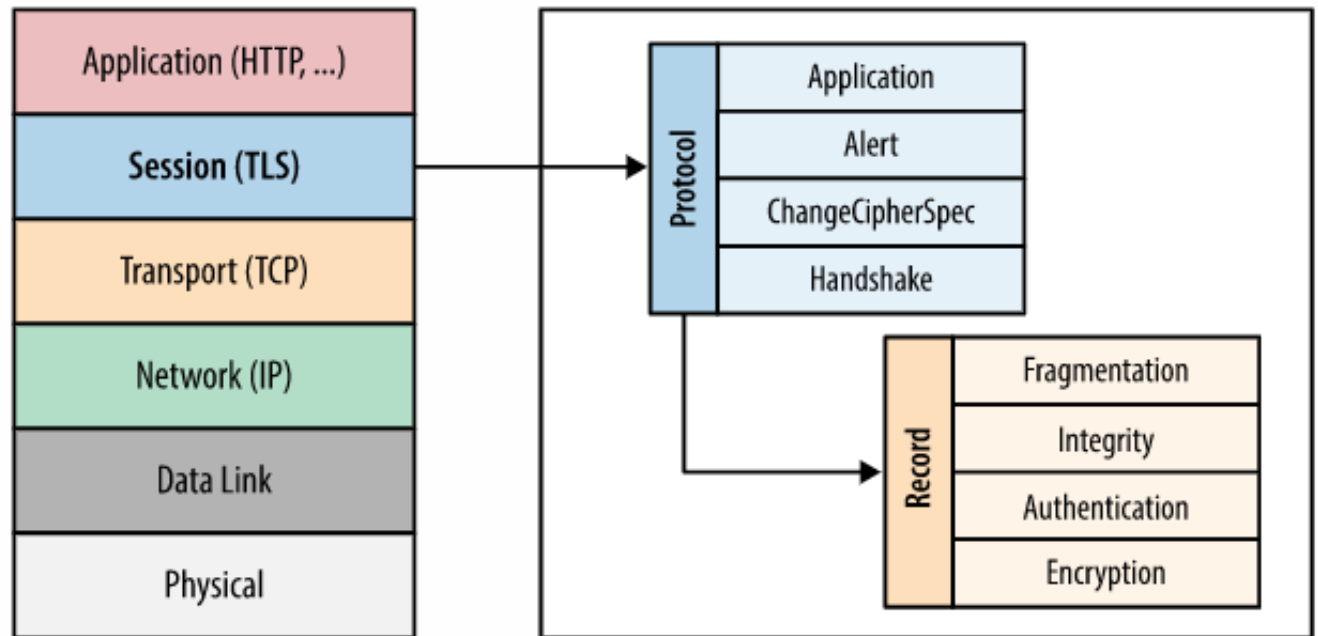 Application (HTTP, ...)
Session (TLS)
Transport (TCP)
Network (IP)
Data Link
Physical
Protocol
Application
Alert
ChangeCipherSpec
Handshake
Record
Fragmentation
Integrity
Authentication
Encryption